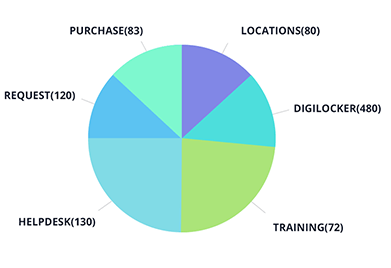 PURCHASE(83)
LOCATIONS(80)
REQUEST(120)
DIGILOCKER(480)
HELPDESK(130)
TRAINING(72)